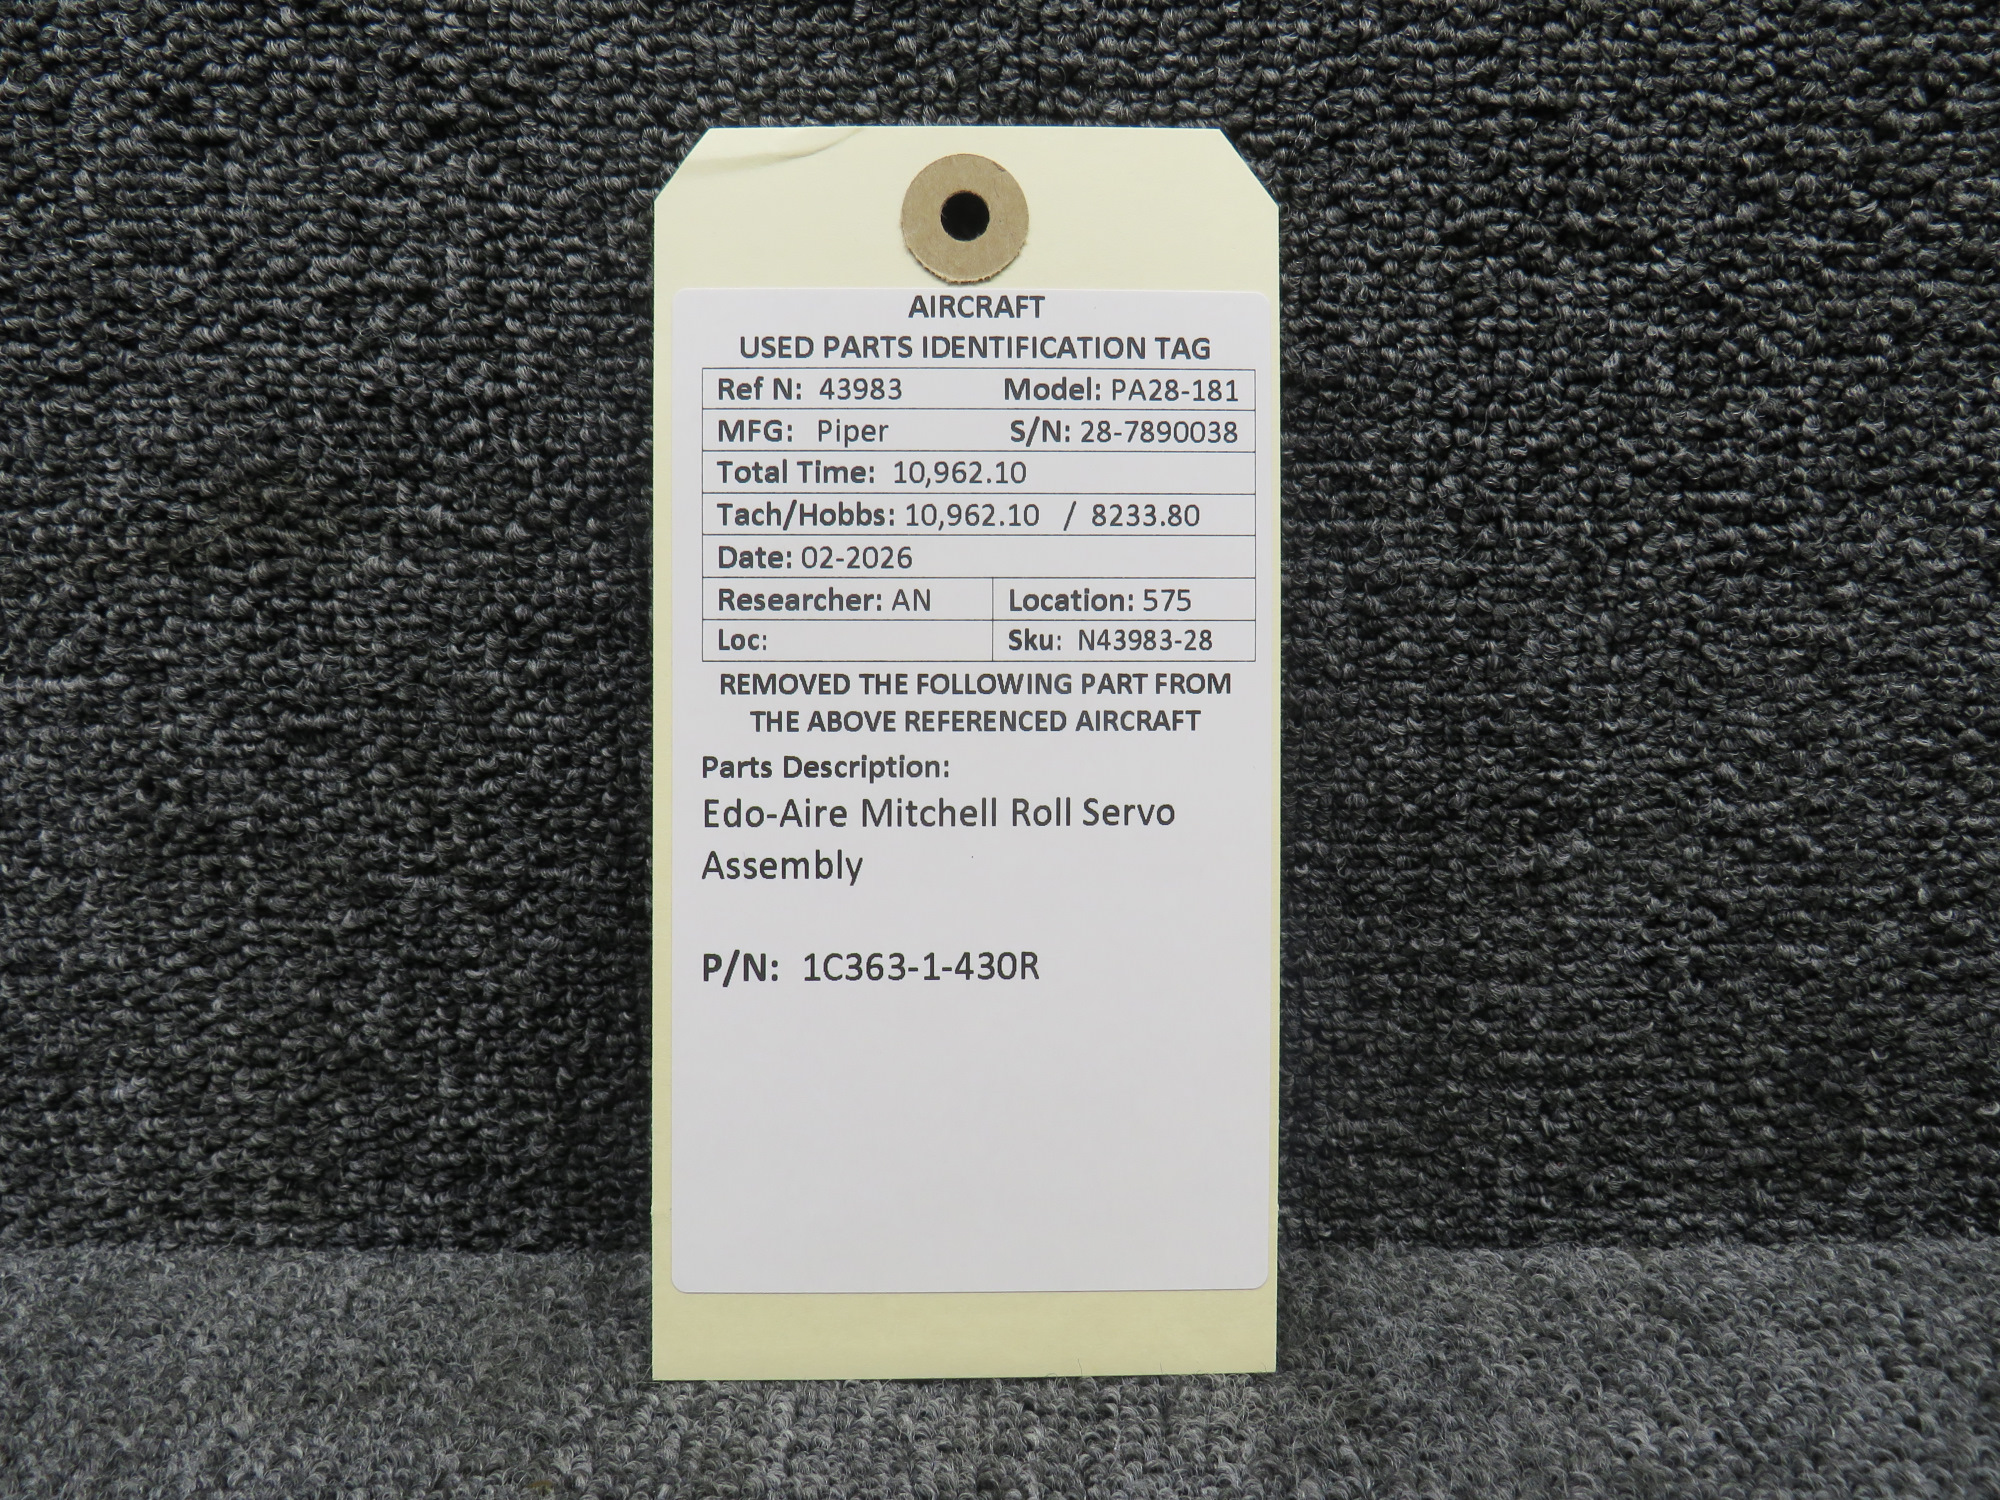 AIRCRAFT
USED PARTS IDENTIFICATION TAG
Ref N: 43983 Model: PA28-181
MFG: Piper S/N: 28-7890038
Total Time: 10,962.10
Tach/Hobbs: 10,962.10 / 8233.80
Date: 02-2026
Researcher: AN Location: 575
Loc: Sku: N43983-28
REMOVED THE FOLLOWING PART FROM
THE ABOVE REFERENCED AIRCRAFT
Parts Description:
Edo-Aire Mitchell Roll Servo
Assembly
P/N: 1C363-1-430R